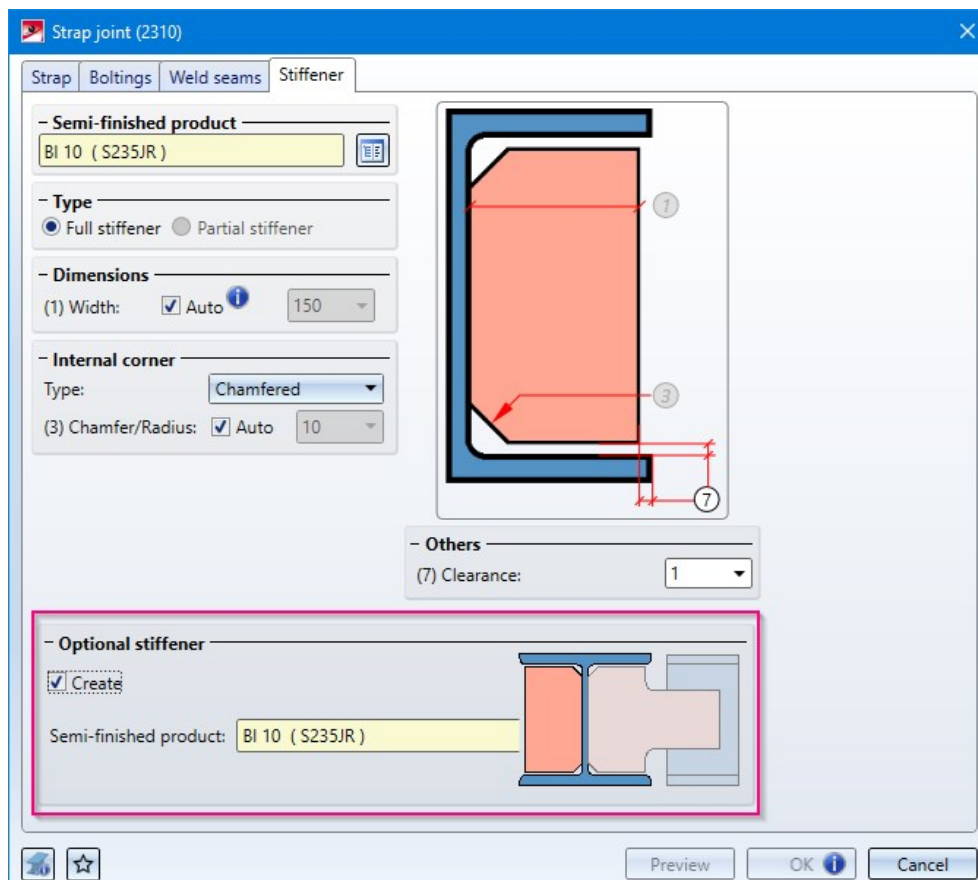 Strap joint (2310)
Strap Boltings Weld seams Stiffener
Semi-finished product
Bl 10 ( S235JR )
Type
Full stiffener Partial stiffener
Dimensions
(1) Width: Auto 150
Internal corner
Type: Chamfered
(3) Chamfer/Radius: Auto 10
1
3
7
Others
(7) Clearance: 1
Optional stiffener
Create
Semi-finished product: Bl 10 ( S235JR )
Preview OK Cancel